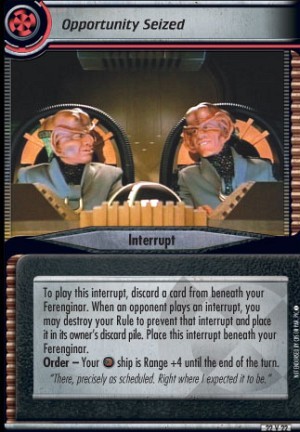 Opportunity Seized
Interrupt
To play this interrupt, discard a card from beneath your
Ferenginar. When an opponent plays an interrupt, you
may destroy your Rule to prevent that interrupt and place
it in its owner's discard pile. Place this interrupt beneath
your Ferenginar.
Order – Your ship is Range +4 until the end of the turn.
"There, precisely as scheduled. Right where I expected it to be."
22 V 22